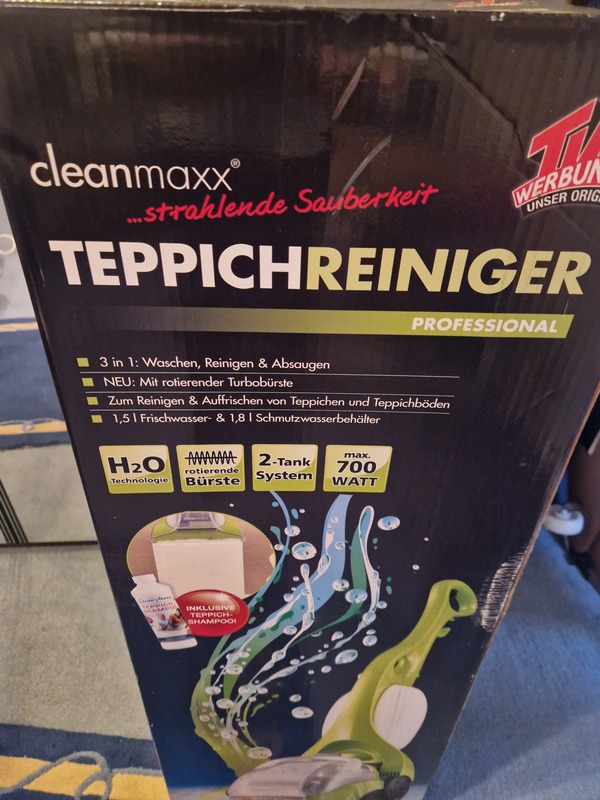 cleanmaxx®
...strahlende Sauberkeit
UNSER
TEPPICHREINIGER
PROFESSIONAL
3 in 1: Waschen, Reinigen & Absaugen
NEU: Mit rotierender Turbobürste
Zum Reinigen & Auffrischen von Teppichen und Teppichböden
1,5 l Frischwasser- & 1,8 l Schmutzwasserbehälter
H2O
Technologie
rotierende
Bürste
2-Tank
System
max.
700
WATT
TEPPICH-
INKLUSIVE
TEPPICH-
SHAMPOO!